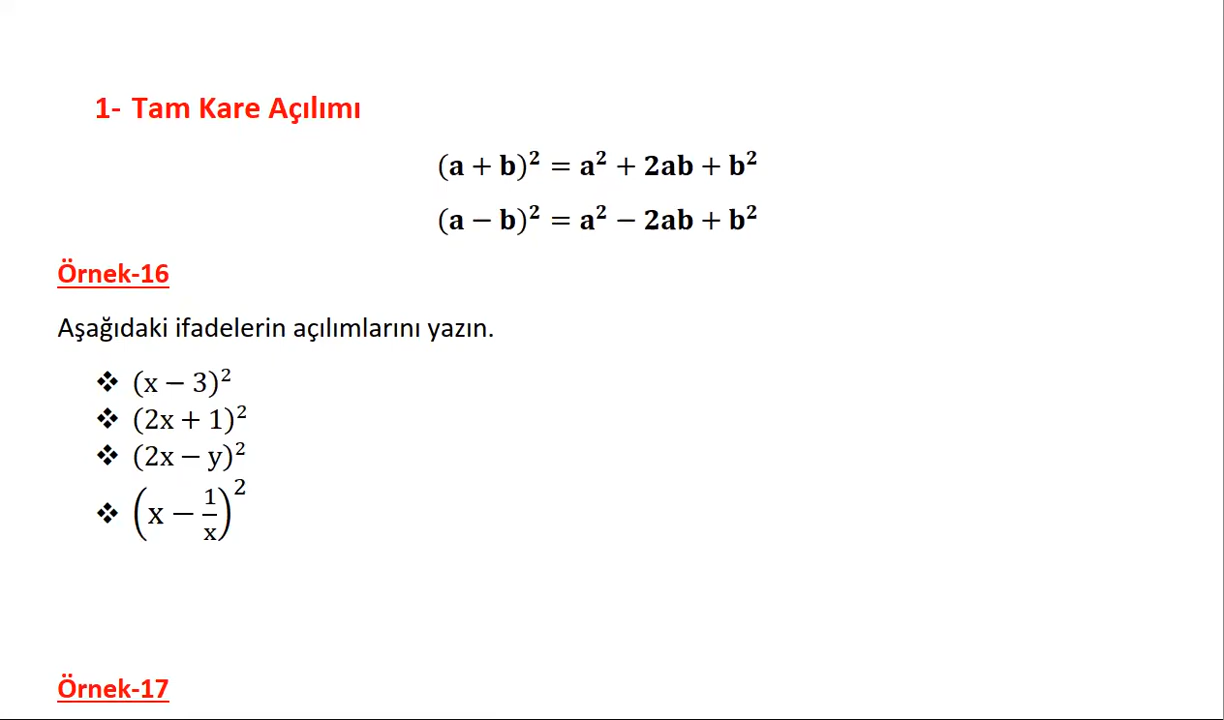 1- Tam Kare Açılımı
(a + b)² = a² + 2ab + b²
(a − b)² = a² − 2ab + b²
Örnek-16
Aşağıdaki ifadelerin açılımlarını yazın.
❖ (x − 3)²
❖ (2x + 1)²
❖ (2x − y)²
❖ (x − 1/x)²
Örnek-17